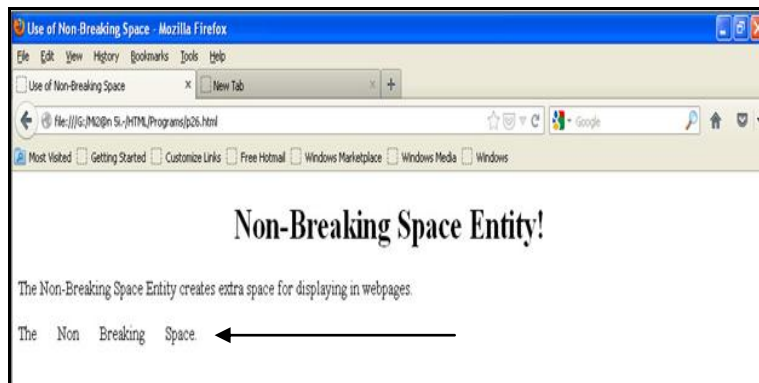 Use of Non-Breaking Space - Mozilla Firefox
File Edit View History Bookmarks Tools Help
Use of Non-Breaking Space x New Tab x +
Google
Most Visited Getting Started Customize Links Free Hotmail Windows Marketplace Windows Media Windows
Non-Breaking Space Entity!
The Non-Breaking Space Entity creates extra space for displaying in webpages.
The Non Breaking Space.